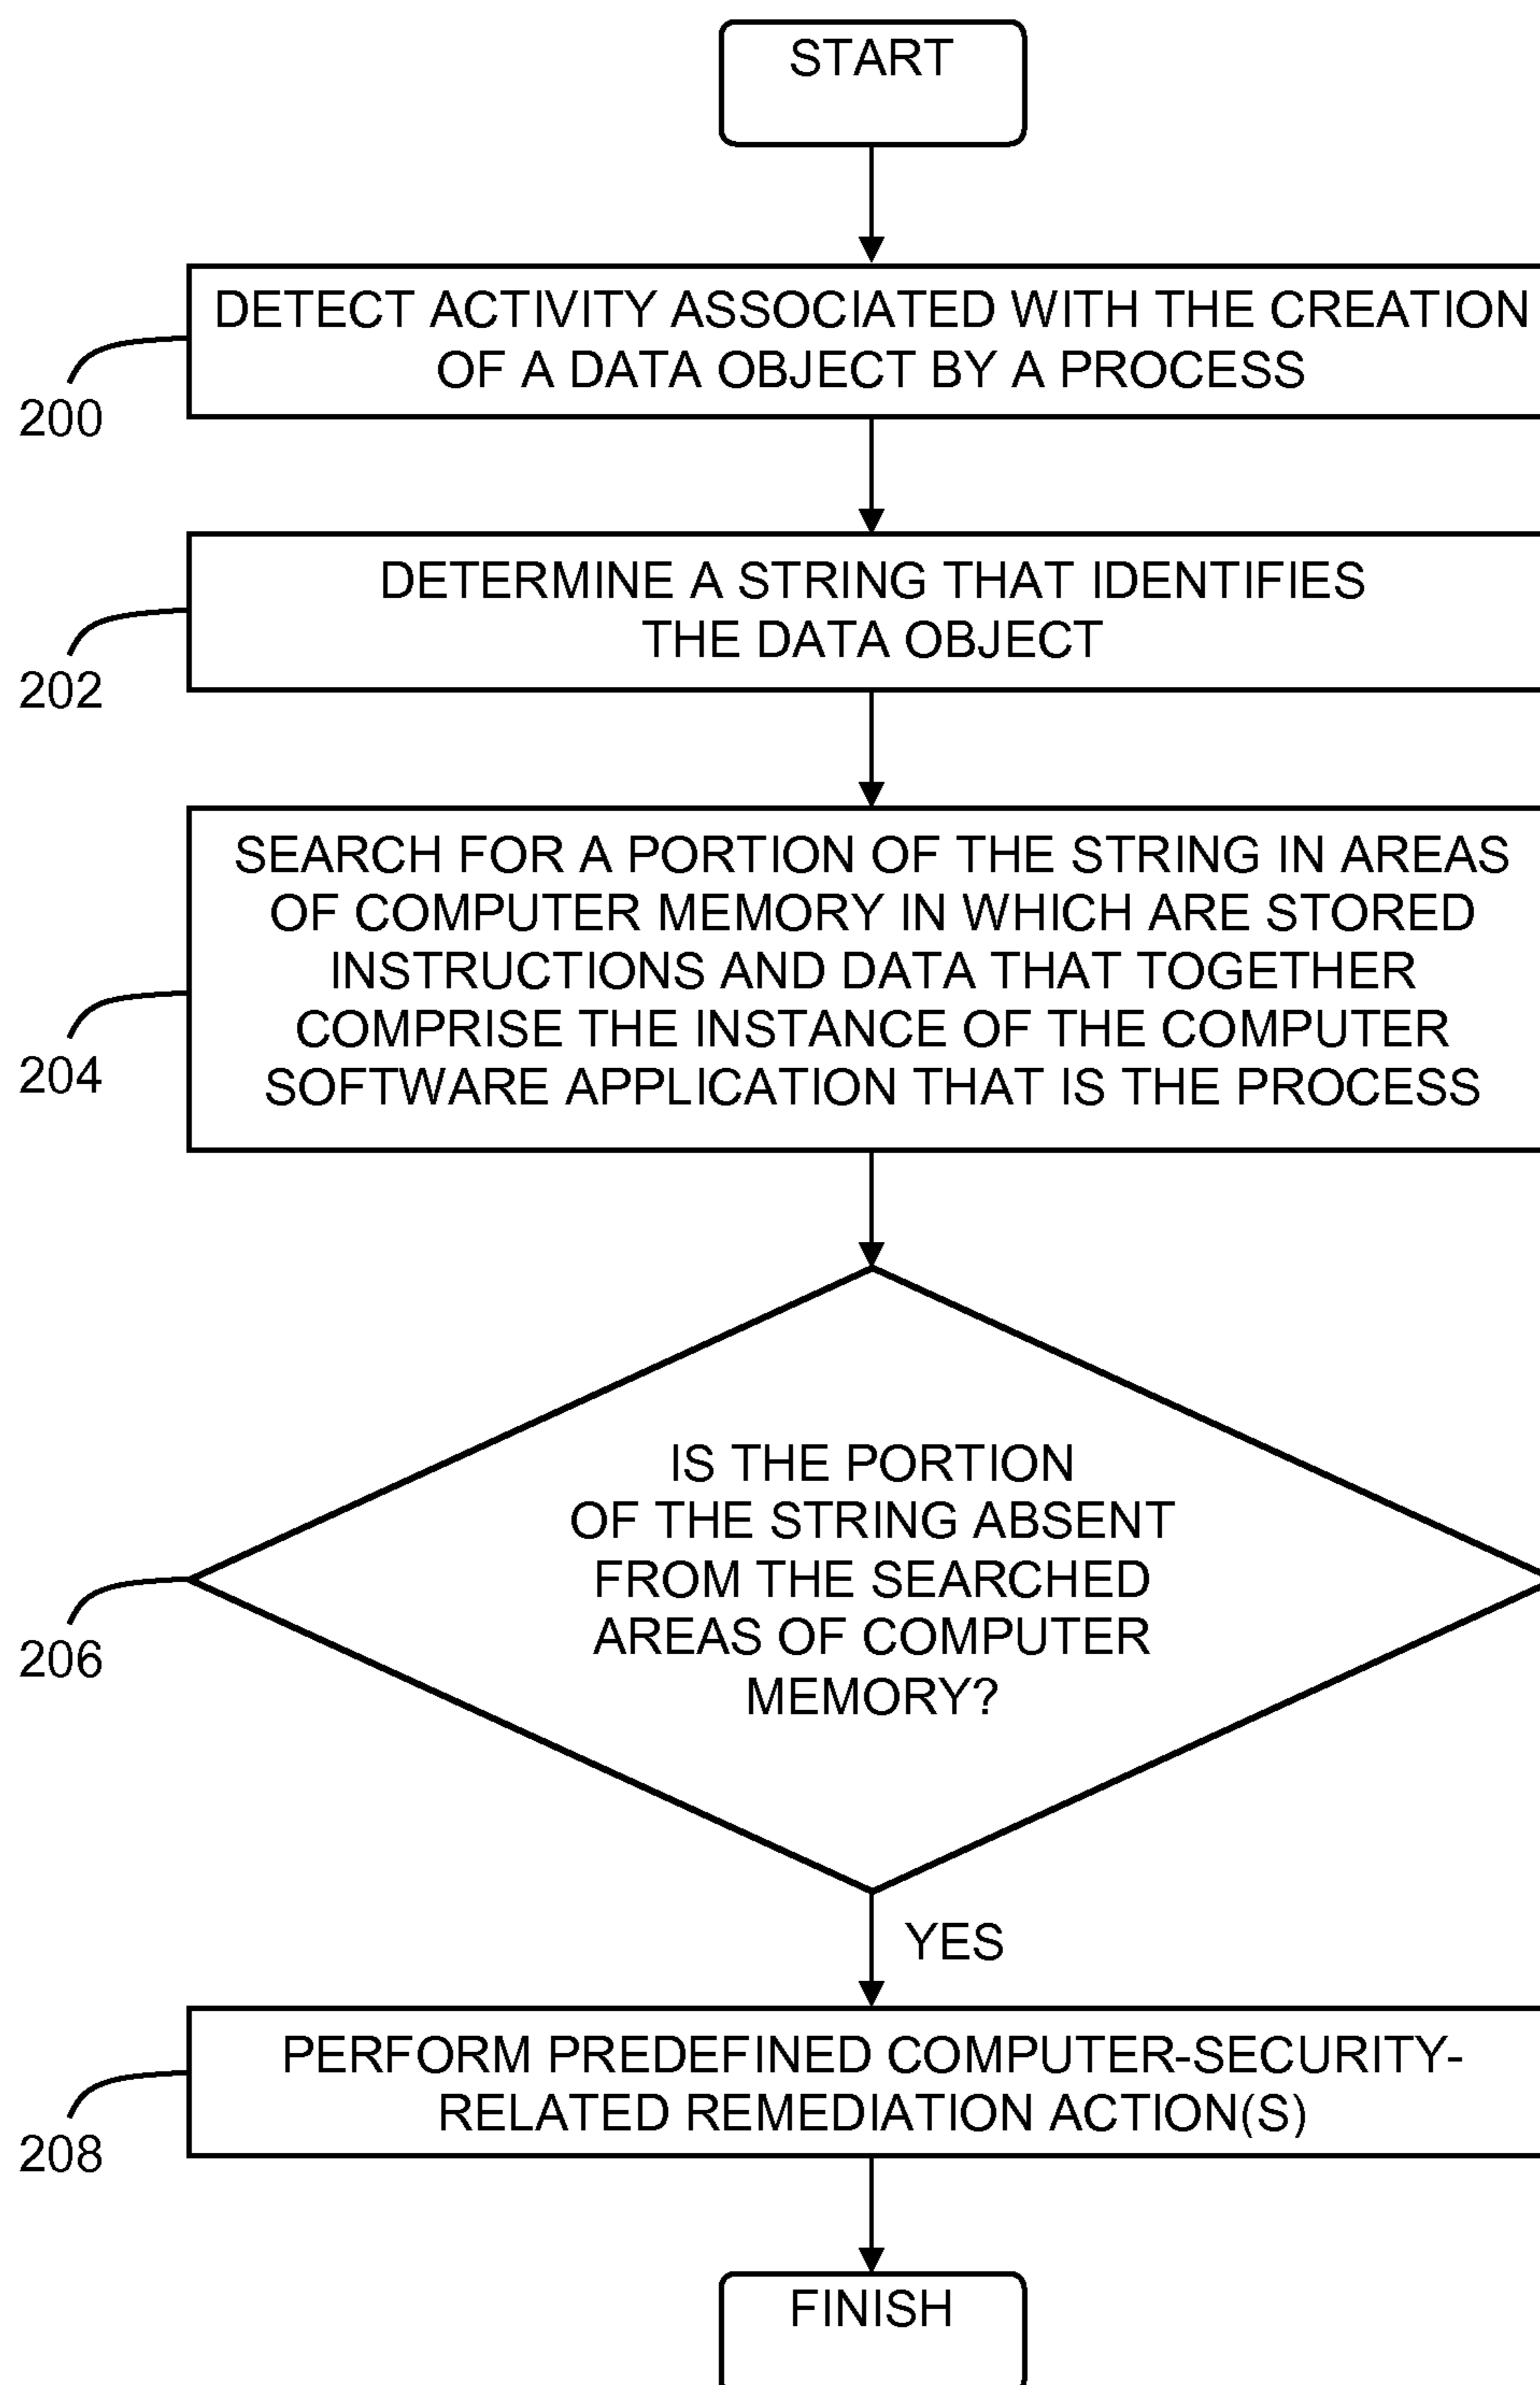 START
DETECT ACTIVITY ASSOCIATED WITH THE CREATION
OF A DATA OBJECT BY A PROCESS
200
DETERMINE A STRING THAT IDENTIFIES
THE DATA OBJECT
202
SEARCH FOR A PORTION OF THE STRING IN AREAS
OF COMPUTER MEMORY IN WHICH ARE STORED
INSTRUCTIONS AND DATA THAT TOGETHER
COMPRISE THE INSTANCE OF THE COMPUTER
SOFTWARE APPLICATION THAT IS THE PROCESS
204
IS THE PORTION
OF THE STRING ABSENT
FROM THE SEARCHED
AREAS OF COMPUTER
MEMORY?
206
YES
PERFORM PREDEFINED COMPUTER-SECURITY-
RELATED REMEDIATION ACTION(S)
208
FINISH